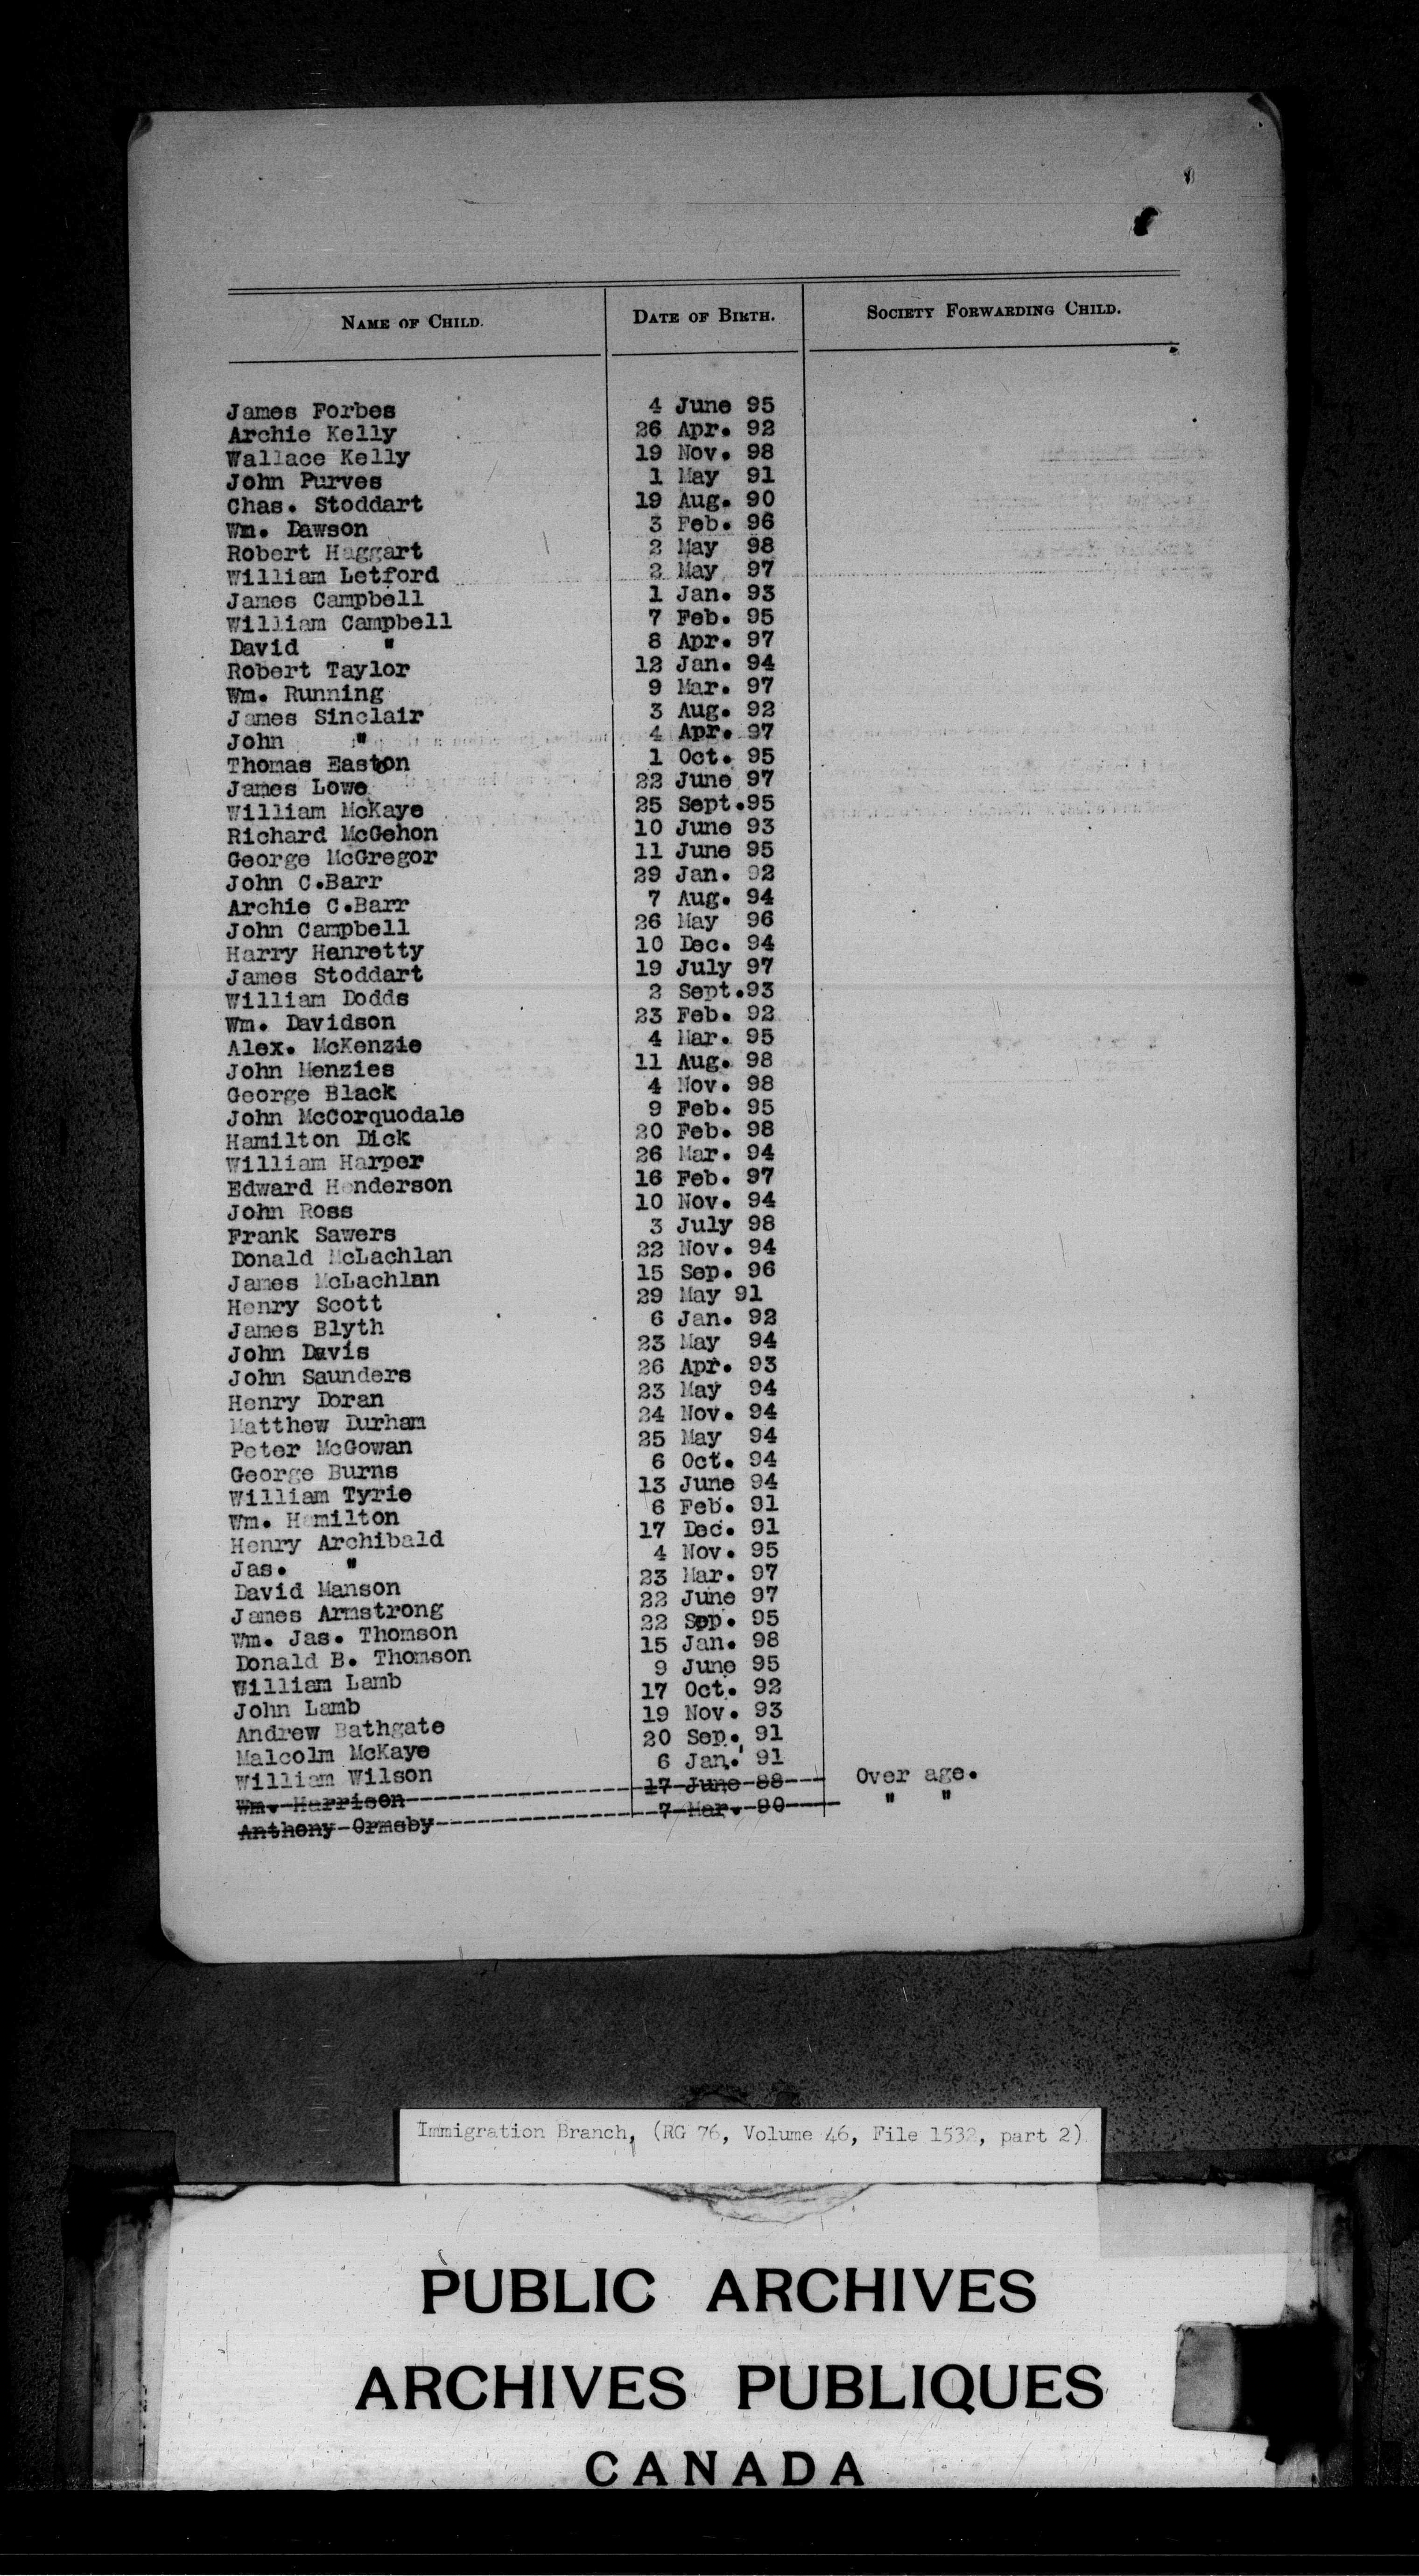 NAME OF CHILD. DATE OF BIRTH. SOCIETY FORWARDING CHILD.
James Forbes 4 June 95
Archie Kelly 26 Apr. 92
Wallace Kelly 19 Nov. 98
John Purves 1 May 91
Chas. Stoddart 19 Aug. 90
Wm. Dawson 3 Feb. 96
Robert Haggart 2 May 98
William Letford 2 May 97
James Campbell 1 Jan. 93
William Campbell 7 Feb. 95
David " 8 Apr. 97
Robert Taylor 12 Jan. 94
Wm. Running 9 Mar. 97
James Sinclair 3 Aug. 92
John " 4 Apr. 97
Thomas Easton 1 Oct. 95
James Lowe 22 June 97
William McKaye 25 Sept.95
Richard McGehon 10 June 93
George McGregor 11 June 95
John C.Barr 29 Jan. 92
Archie C.Barr 7 Aug. 94
John Campbell 26 May 96
Harry Henretty 10 Dec. 94
James Stoddart 19 July 97
William Dodds 2 Sept.93
Wm. Davidson 23 Feb. 92
Alex. McKenzie 4 Mar. 95
John Menzies 11 Aug. 98
George Black 4 Nov. 98
John McCorquodale 9 Feb. 95
Hamilton Dick 20 Feb. 98
William Harper 26 Mar. 94
Edward Henderson 16 Feb. 97
John Ross 10 Nov. 94
Frank Sawers 3 July 98
Donald McLachlan 22 Nov. 94
James McLachlan 15 Sep. 96
Henry Scott 29 May 91
James Blyth 6 Jan. 92
John Davis 23 May 94
John Saunders 26 Apr. 93
Henry Doran 23 May 94
Matthew Durham 24 Nov. 94
Peter McGowan 25 May 94
George Burns 6 Oct. 94
William Tyrie 13 June 94
Wm. Hamilton 6 Feb. 91
Henry Archibald 17 Dec. 91
Jas. " 4 Nov. 95
David Manson 23 Mar. 97
James Armstrong 22 June 97
Wm. Jas. Thomson 22 Sep. 95
Donald B. Thomson 15 Jan. 98
William Lamb 9 June 95
John Lamb 17 Oct. 92
Andrew Bathgate 19 Nov. 93
Malcolm McKaye 20 Sep. 91
William Wilson 6 Jan. 91
Wm. Harrison 17 June 88 Over age.
Anthony Ormsby 7 Mar. 90 " "
Immigration Branch, (RG 76, Volume 46, File 1532, part 2)
PUBLIC ARCHIVES
ARCHIVES PUBLIQUES
CANADA